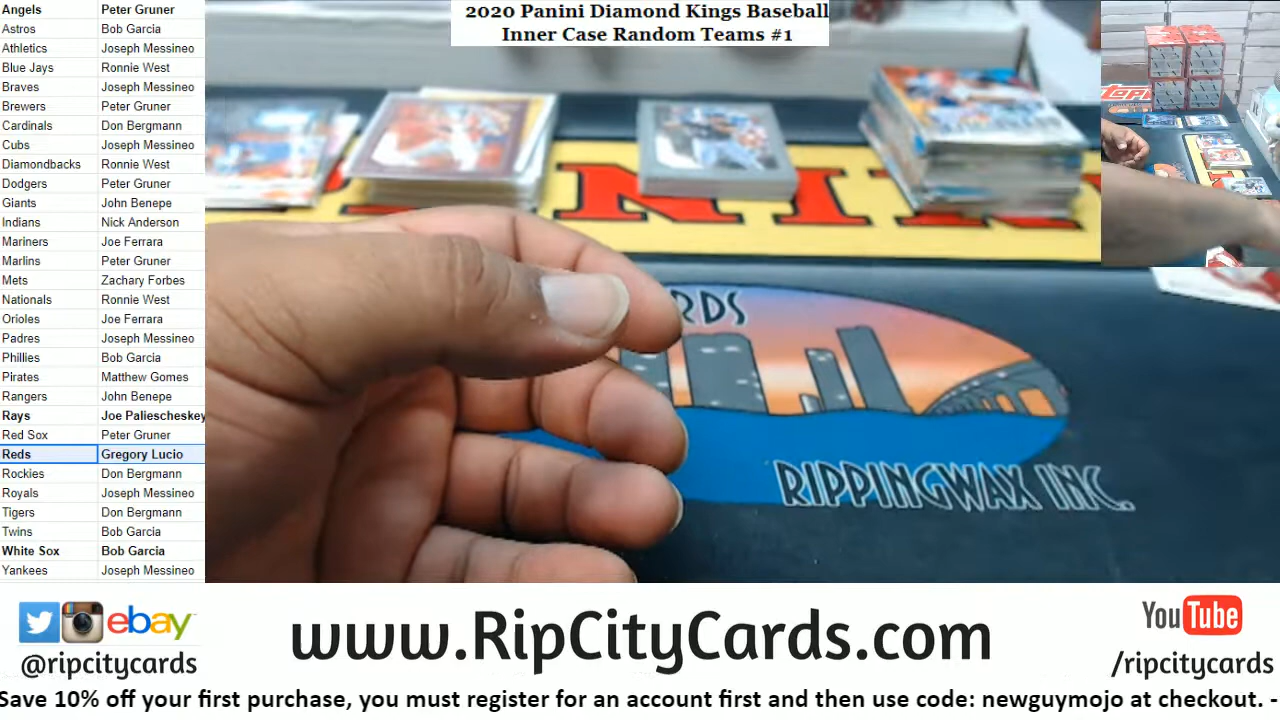 2020 Panini Diamond Kings Baseball
Inner Case Random Teams #1
Angels Peter Gruner
Astros Bob Garcia
Athletics Joseph Messineo
Blue Jays Ronnie West
Braves Joseph Messineo
Brewers Peter Gruner
Cardinals Don Bergmann
Cubs Joseph Messineo
Diamondbacks Ronnie West
Dodgers Peter Gruner
Giants John Benepe
Indians Nick Anderson
Mariners Joe Ferrara
Marlins Peter Gruner
Mets Zachary Forbes
Nationals Ronnie West
Orioles Joe Ferrara
Padres Joseph Messineo
Phillies Bob Garcia
Pirates Matthew Gomes
Rangers John Benepe
Rays Joe Paliescheskey
Red Sox Peter Gruner
Reds Gregory Lucio
Rockies Don Bergmann
Royals Joseph Messineo
Tigers Don Bergmann
Twins Bob Garcia
White Sox Bob Garcia
Yankees Joseph Messineo
RDS
RIPPINGWAX INC.
ebay
@ripcitycards
www.RipCityCards.com
YouTube
/ripcitycards
Save 10% off your first purchase, you must register for an account first and then use code: newguymojo at checkout. -